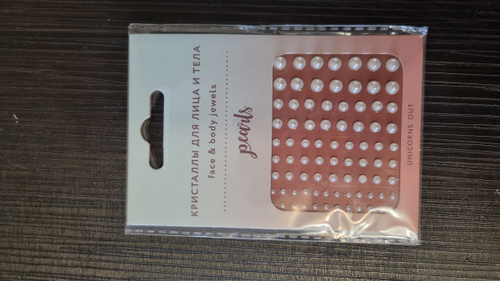 КРИСТАЛЛЫ ДЛЯ ЛИЦА И ТЕЛА
face & body jewels
pearls
UNICORNS OUT